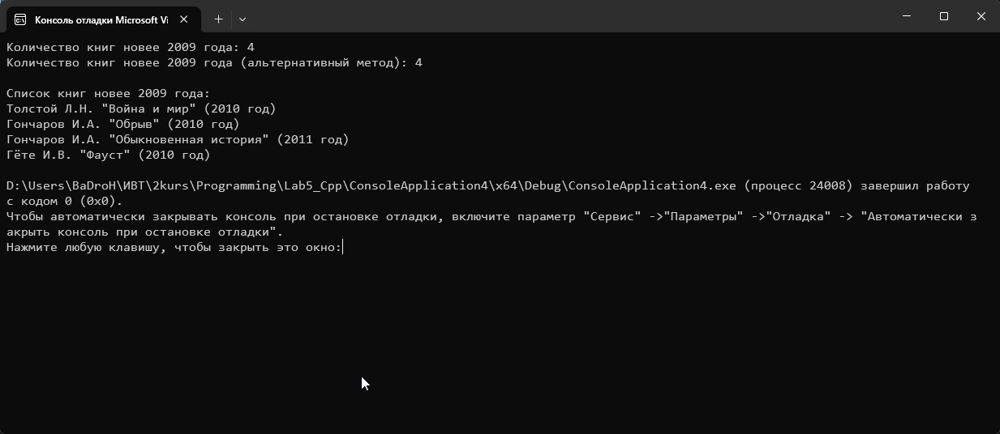 Консоль отладки Microsoft Vi
Количество книг новее 2009 года: 4
Количество книг новее 2009 года (альтернативный метод): 4
Список книг новее 2009 года:
Толстой Л.Н. "Война и мир" (2010 год)
Гончаров И.А. "Обрыв" (2010 год)
Гончаров И.А. "Обыкновенная история" (2011 год)
Гёте И.В. "Фауст" (2010 год)
D:\Users\BaDroH\ИВТ\2kurs\Programming\Lab5_Cpp\ConsoleApplication4\x64\Debug\ConsoleApplication4.exe (процесс 24008) завершил работу
с кодом 0 (0x0).
Чтобы автоматически закрывать консоль при остановке отладки, включите параметр "Сервис" ->"Параметры" ->"Отладка" -> "Автоматически з
акрыть консоль при остановке отладки".
Нажмите любую клавишу, чтобы закрыть это окно: